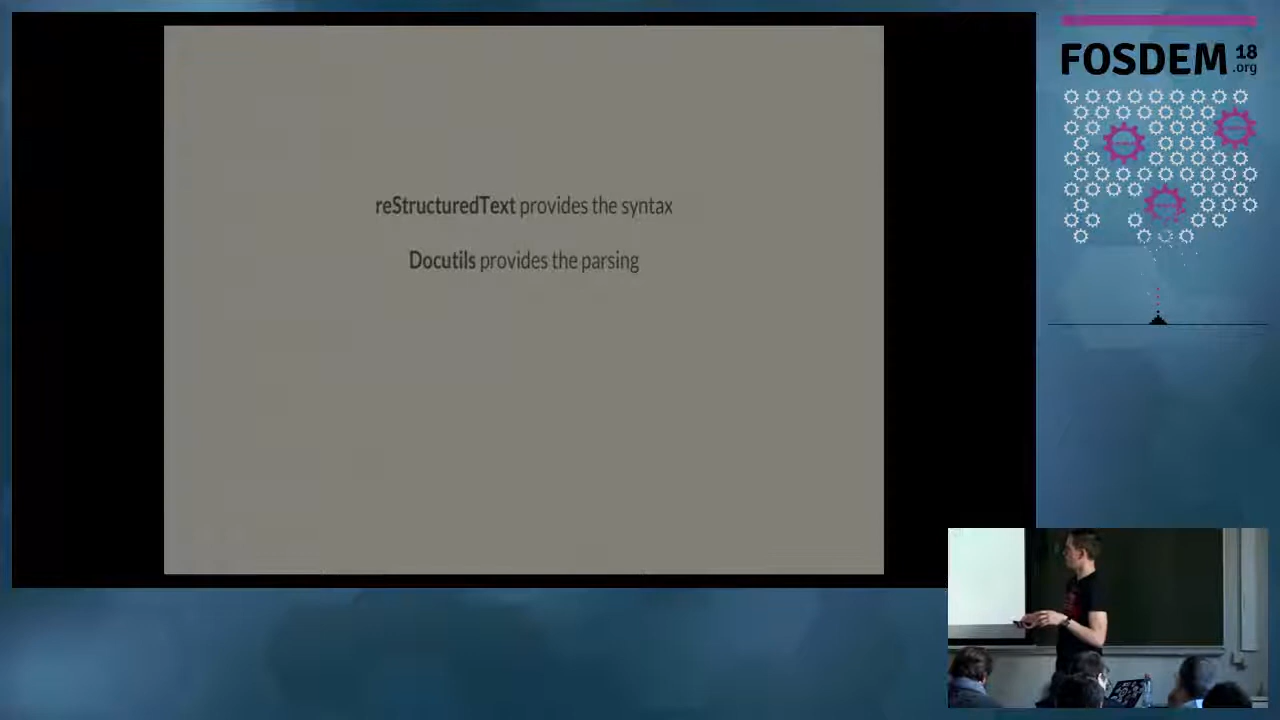 reStructuredText provides the syntax
Docutils provides the parsing
FOSDEM 18
.org